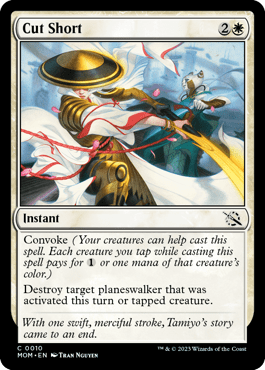 Cut Short 2
Instant
Convoke (Your creatures can help cast this
spell. Each creature you tap while casting this
spell pays for 1 or one mana of that creature's
color.)
Destroy target planeswalker that was
activated this turn or tapped creature.
With one swift, merciful stroke, Tamiyo's story
came to an end.
C 0010
MOM • EN TRAN NGUYEN
™ & © 2023 Wizards of the Coast